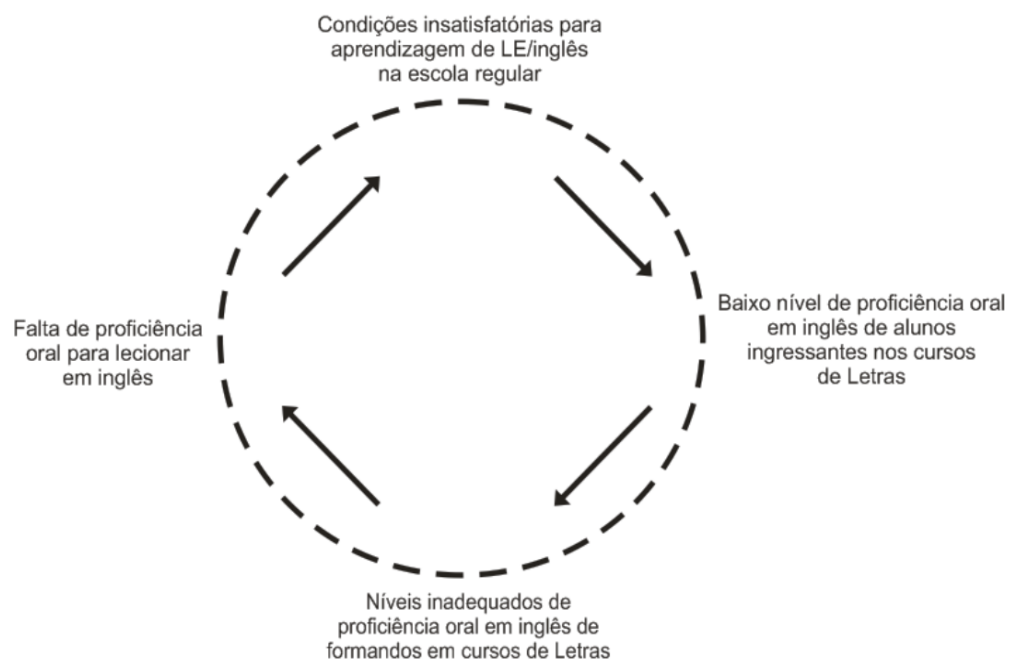 Condições insatisfatórias para
aprendizagem de LE/inglês
na escola regular
Baixo nível de proficiência oral
em inglês de alunos
ingressantes nos cursos
de Letras
Níveis inadequados de
proficiência oral em inglês de
formandos em cursos de Letras
Falta de proficiência
oral para lecionar
em inglês